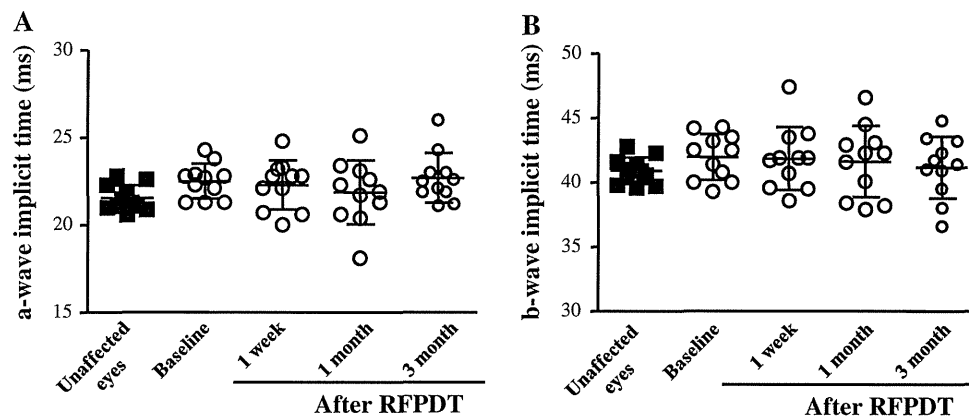 A
a-wave implicit time (ms)
30
25
20
15
Unaffected
eyes
Baseline
1 week
1 month
3 month
After RFPDT
B
b-wave implicit time (ms)
50
45
40
35
30
Unaffected
eyes
Baseline
1 week
1 month
3 month
After RFPDT